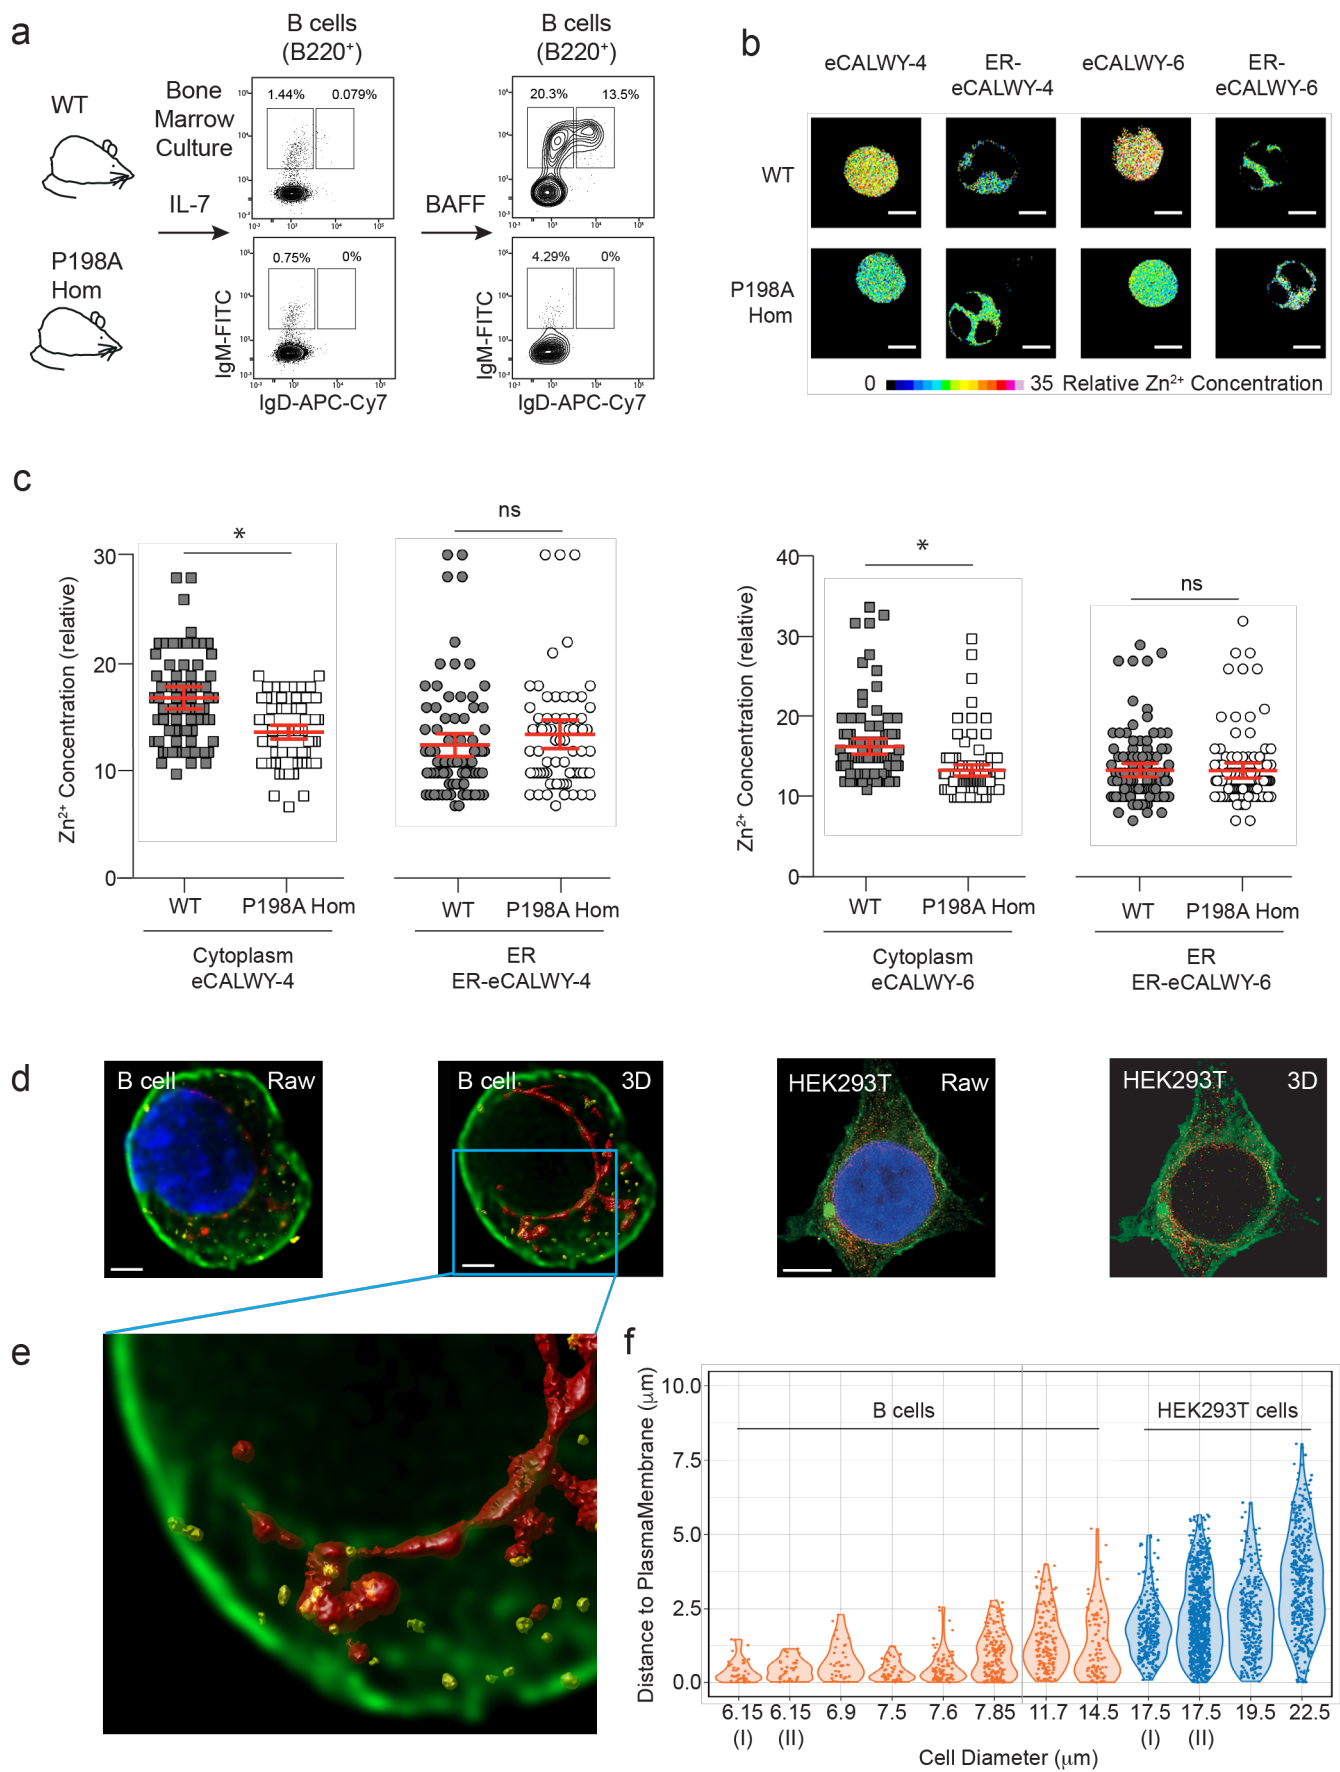 a
WT
P198A
Hom
Bone
Marrow
Culture
IL-7
BAFF
B cells
(B220⁺)
1.44%
0.079%
0.75%
0%
IgM-FITC
IgD-APC-Cy7
B cells
(B220⁺)
20.3%
13.5%
4.29%
0%
IgM-FITC
IgD-APC-Cy7
b
eCALWY-4
ER-
eCALWY-4
eCALWY-6
ER-
eCALWY-6
WT
P198A
Hom
0
35 Relative Zn²⁺ Concentration
c
Zn²⁺ Concentration (relative)
30
20
10
0
*
ns
WT
P198A Hom
WT
P198A Hom
Cytoplasm
eCALWY-4
ER
ER-eCALWY-4
Zn²⁺ Concentration (relative)
40
30
20
10
0
*
ns
WT
P198A Hom
WT
P198A Hom
Cytoplasm
eCALWY-6
ER
ER-eCALWY-6
d
B cell Raw
B cell 3D
HEK293T Raw
HEK293T 3D
e
f
Distance to PlasmaMembrane (μm)
10.0
7.5
5.0
2.5
0.0
B cells
HEK293T cells
6.15 6.15 6.9 7.5 7.6 7.85 11.7 14.5 17.5 17.5 19.5 22.5
(I) (II) (I) (II)
Cell Diameter (μm)